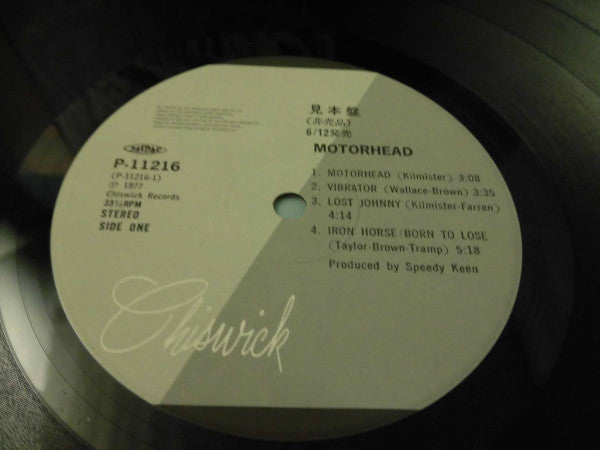 見本盤
(非売品)
6/12発売
MOTORHEAD
P-11216
(P-11216-1)
Ⓟ 1977
Chiswick Records
33⅓RPM
STEREO
SIDE ONE
1. MOTORHEAD (Kilmister) 3:08
2. VIBRATOR (Wallace-Brown) 3:35
3. LOST JOHNNY (Kilmister-Farren)
4:14
4. IRON HORSE/BORN TO LOSE
(Taylor-Brown-Tramp) 5:18
Produced by Speedy Keen
Chiswick